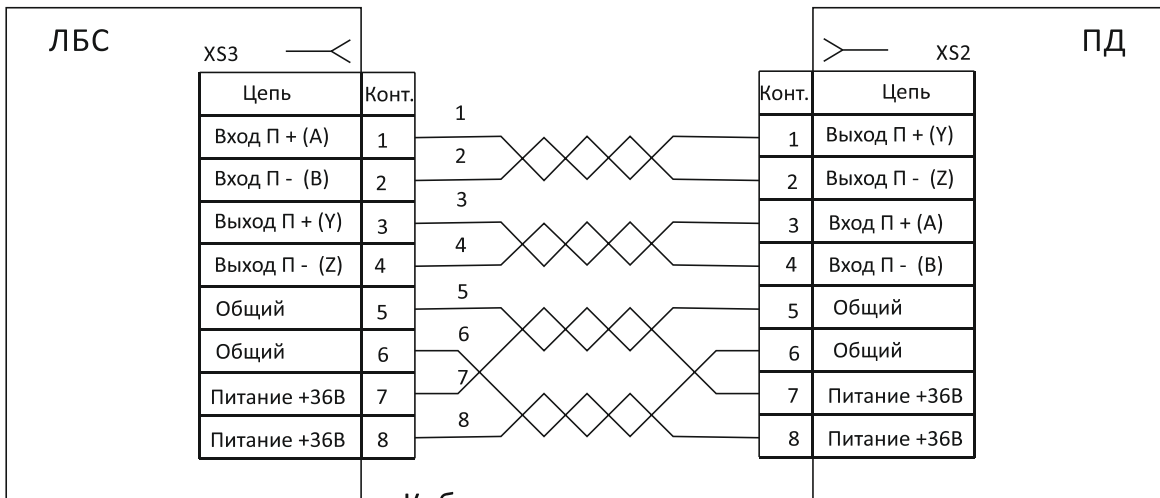 ЛБС
ПД
XS3
XS2
Цепь Конт.
Конт. Цепь
1
Вход П + (A) 1
1 Выход П + (Y)
2
Вход П - (B) 2
2 Выход П - (Z)
3
Выход П + (Y) 3
3 Вход П + (A)
4
Выход П - (Z) 4
4 Вход П - (B)
5
Общий 5
5 Общий
6
Общий 6
6 Общий
7
Питание +36В 7
7 Питание +36В
8
Питание +36В 8
8 Питание +36В